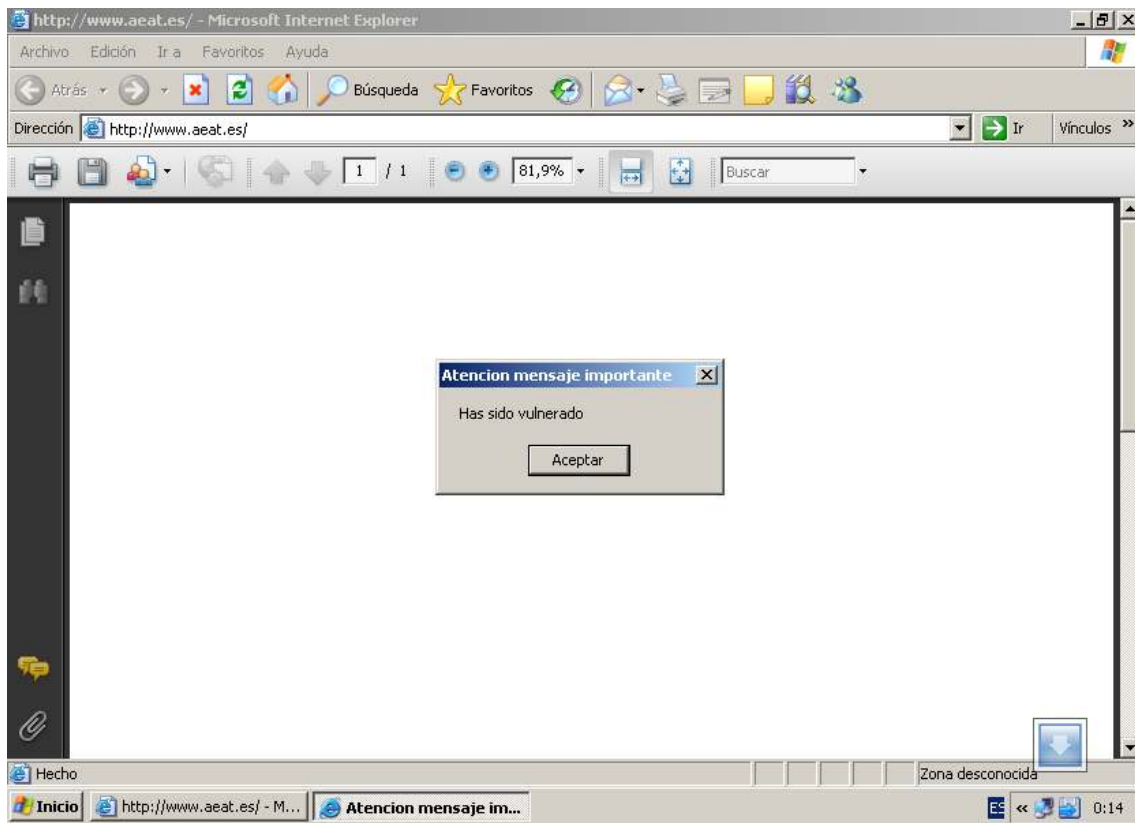 http://www.aeat.es/ - Microsoft Internet Explorer
Archivo Edición Ir a Favoritos Ayuda
Atrás Búsqueda Favoritos
Dirección http://www.aeat.es/ Ir Vínculos »
1 / 1 81,9% Buscar
Atencion mensaje importante
Has sido vulnerado
Aceptar
Hecho Zona desconocida
Inicio http://www.aeat.es/ - M... Atencion mensaje im... ES « 0:14